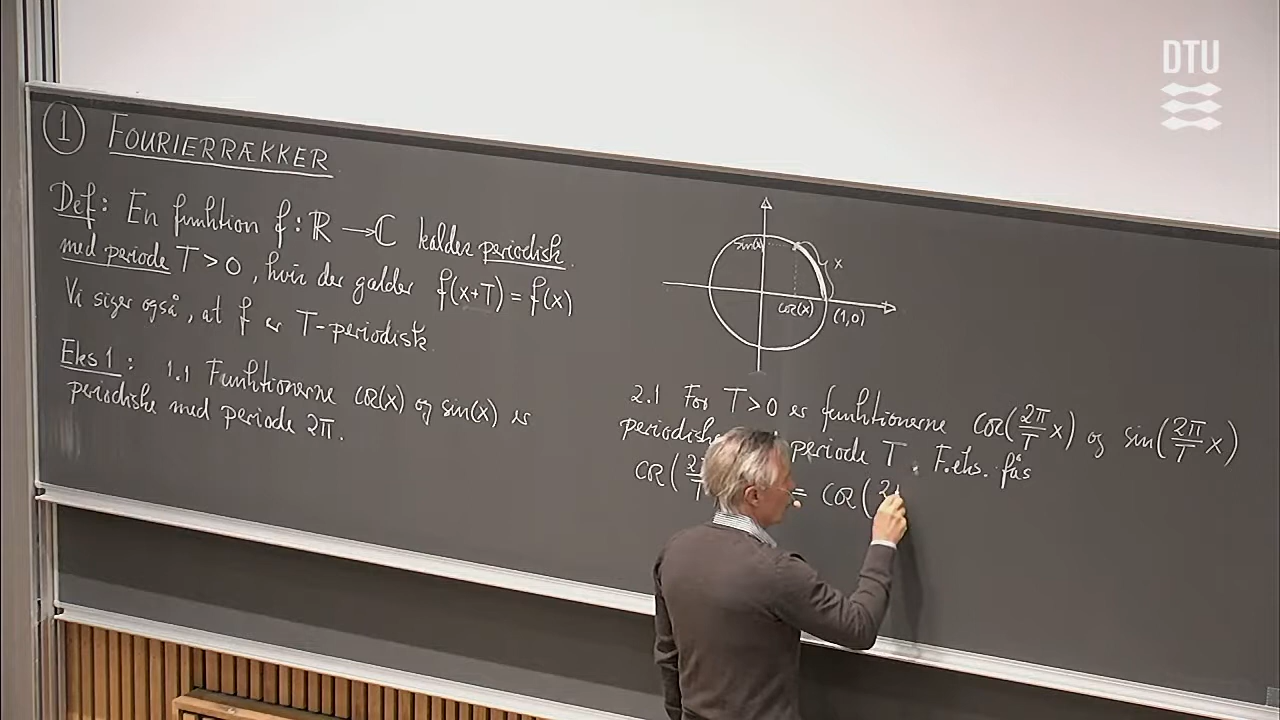 DTU
① FOURIERRÆKKER
Def: En funktion f: ℝ → ℂ kaldes periodisk
med periode T > 0, hvis der gælder f(x+T) = f(x)
Vi siger også, at f er T-periodisk.
Eks 1: 1.1 Funktionerne cos(x) og sin(x) er
periodiske med periode 2π.
x
cos(x)
(1,0)
2.1 For T > 0 er funktionerne cos(2π/T x) og sin(2π/T x)
periodiske periode T. F.eks. fås
cos( = cos(